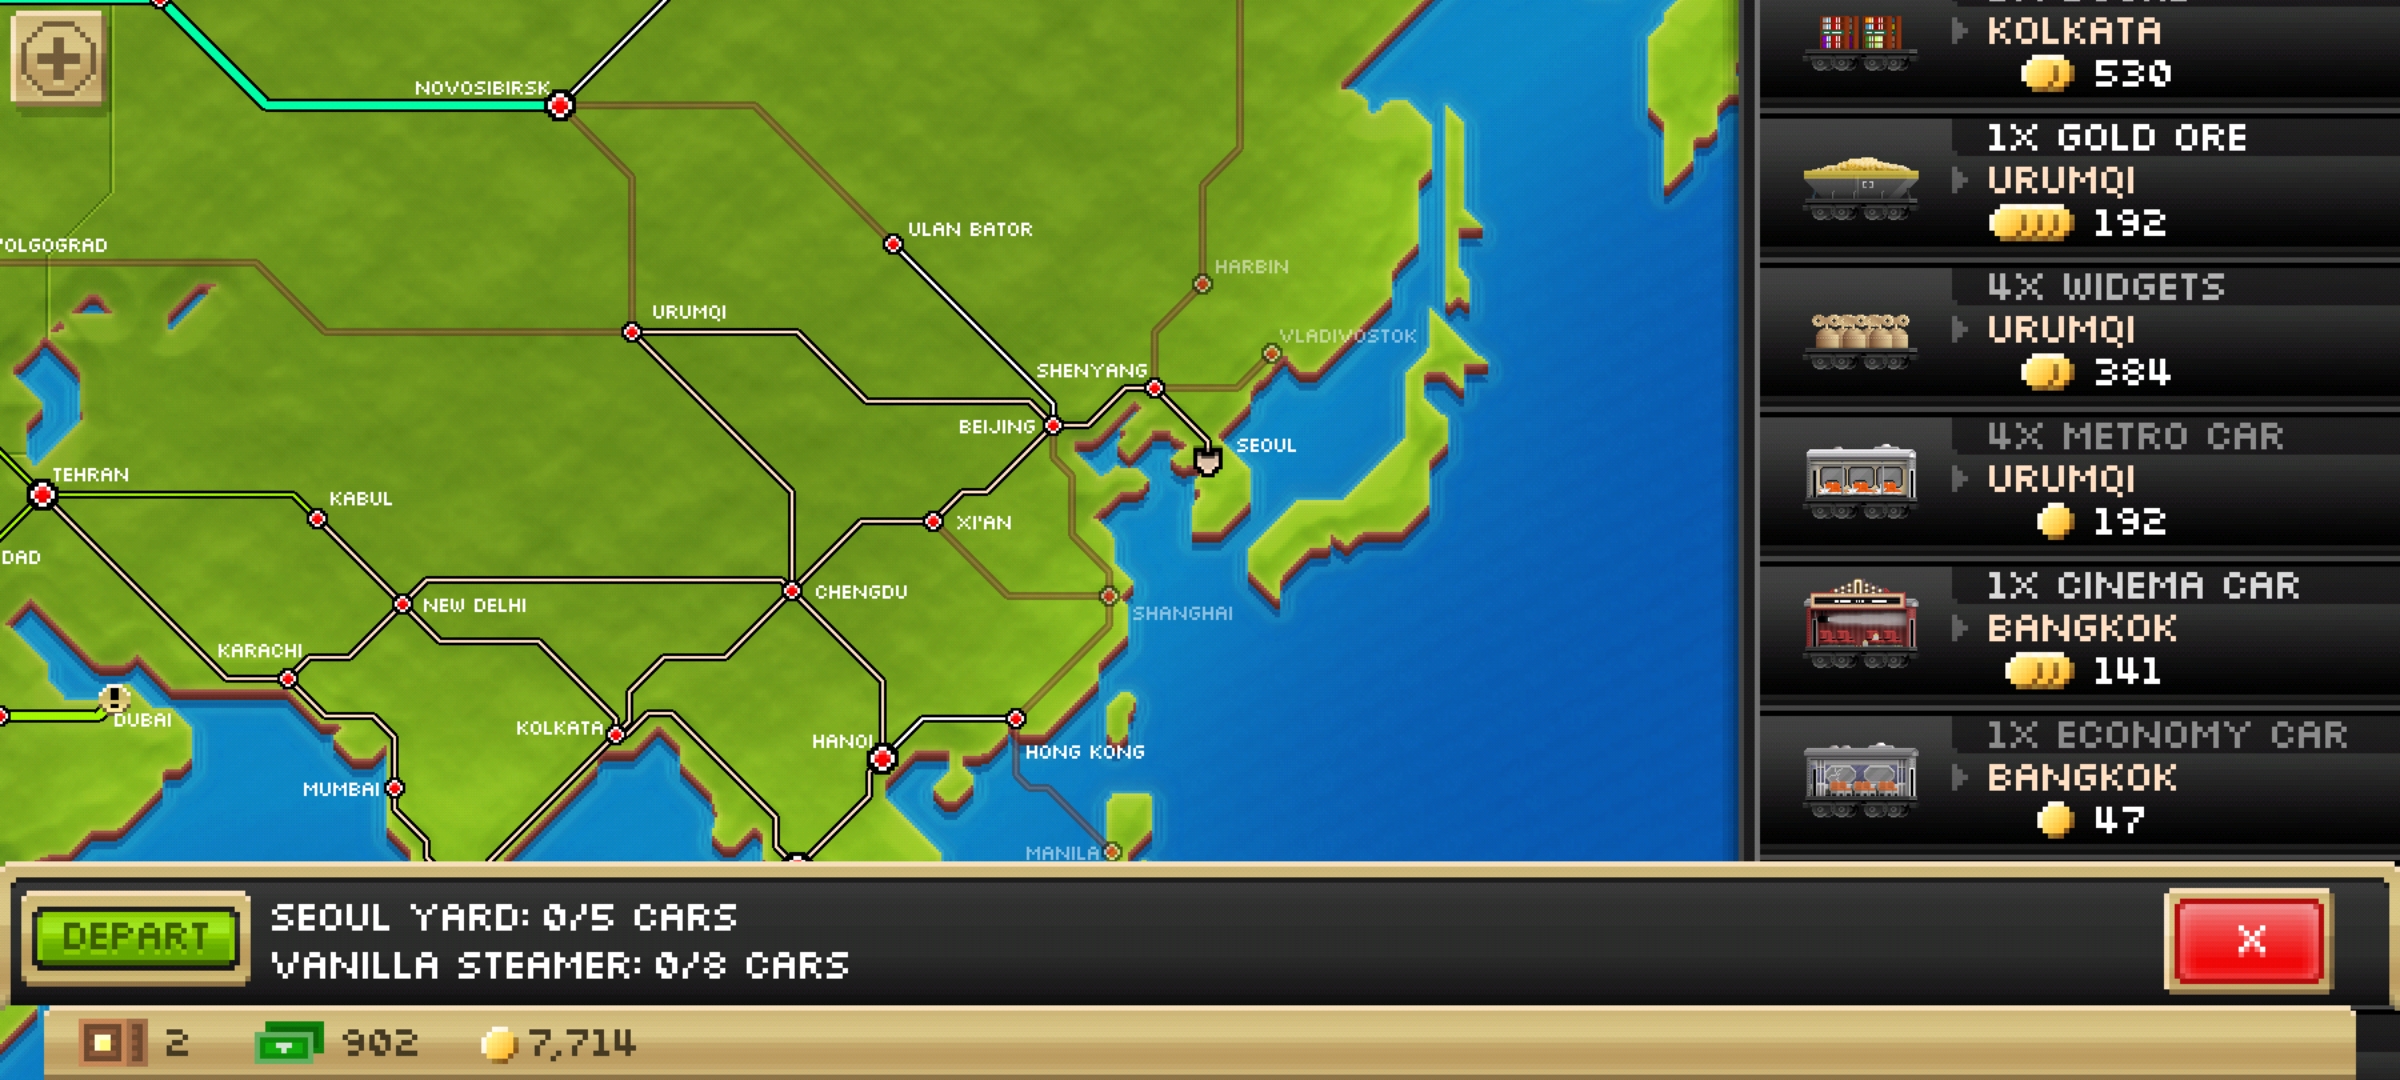 NOVOSIBIRSK
ULAN BATOR
OLGOGRAD
HARBIN
URUMQI
VLADIVOSTOK
SHENYANG
BEIJING
SEOUL
TEHRAN
KABUL
XI'AN
DAD
CHENGDU
NEW DELHI
SHANGHAI
KARACHI
DUBAI
KOLKATA
HANOI
HONG KONG
MUMBAI
MANILA
KOLKATA
530
1X GOLD ORE
URUMQI
192
4X WIDGETS
URUMQI
384
4X METRO CAR
URUMQI
192
1X CINEMA CAR
BANGKOK
141
1X ECONOMY CAR
BANGKOK
47
DEPART
SEOUL YARD: 0/5 CARS
VANILLA STEAMER: 0/8 CARS
X
2
902
7,714